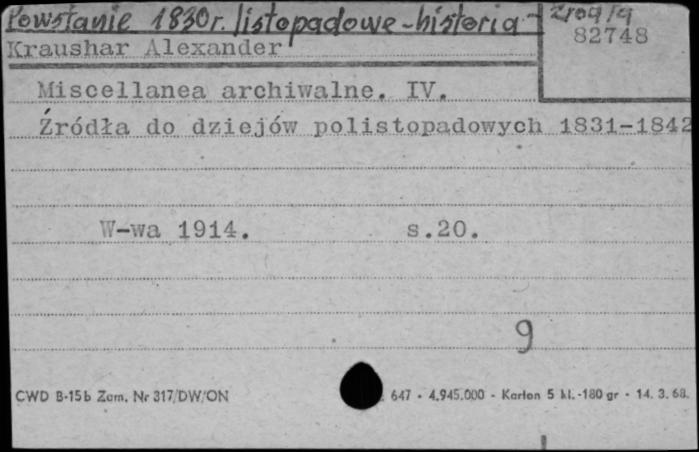 Powstanie 1830r. listopadowe - historia - źródła
82748
Kraushar Alexander
Miscellanea archiwalne. IV.
Źródła do dziejów polistopadowych 1831-1842
W-wa 1914. s.20.
9
CWD B-15b Zam. Nr 317/DW/ON 647 - 4.945.000 - Karton 5 kl.-180 gr - 14. 3. 68.